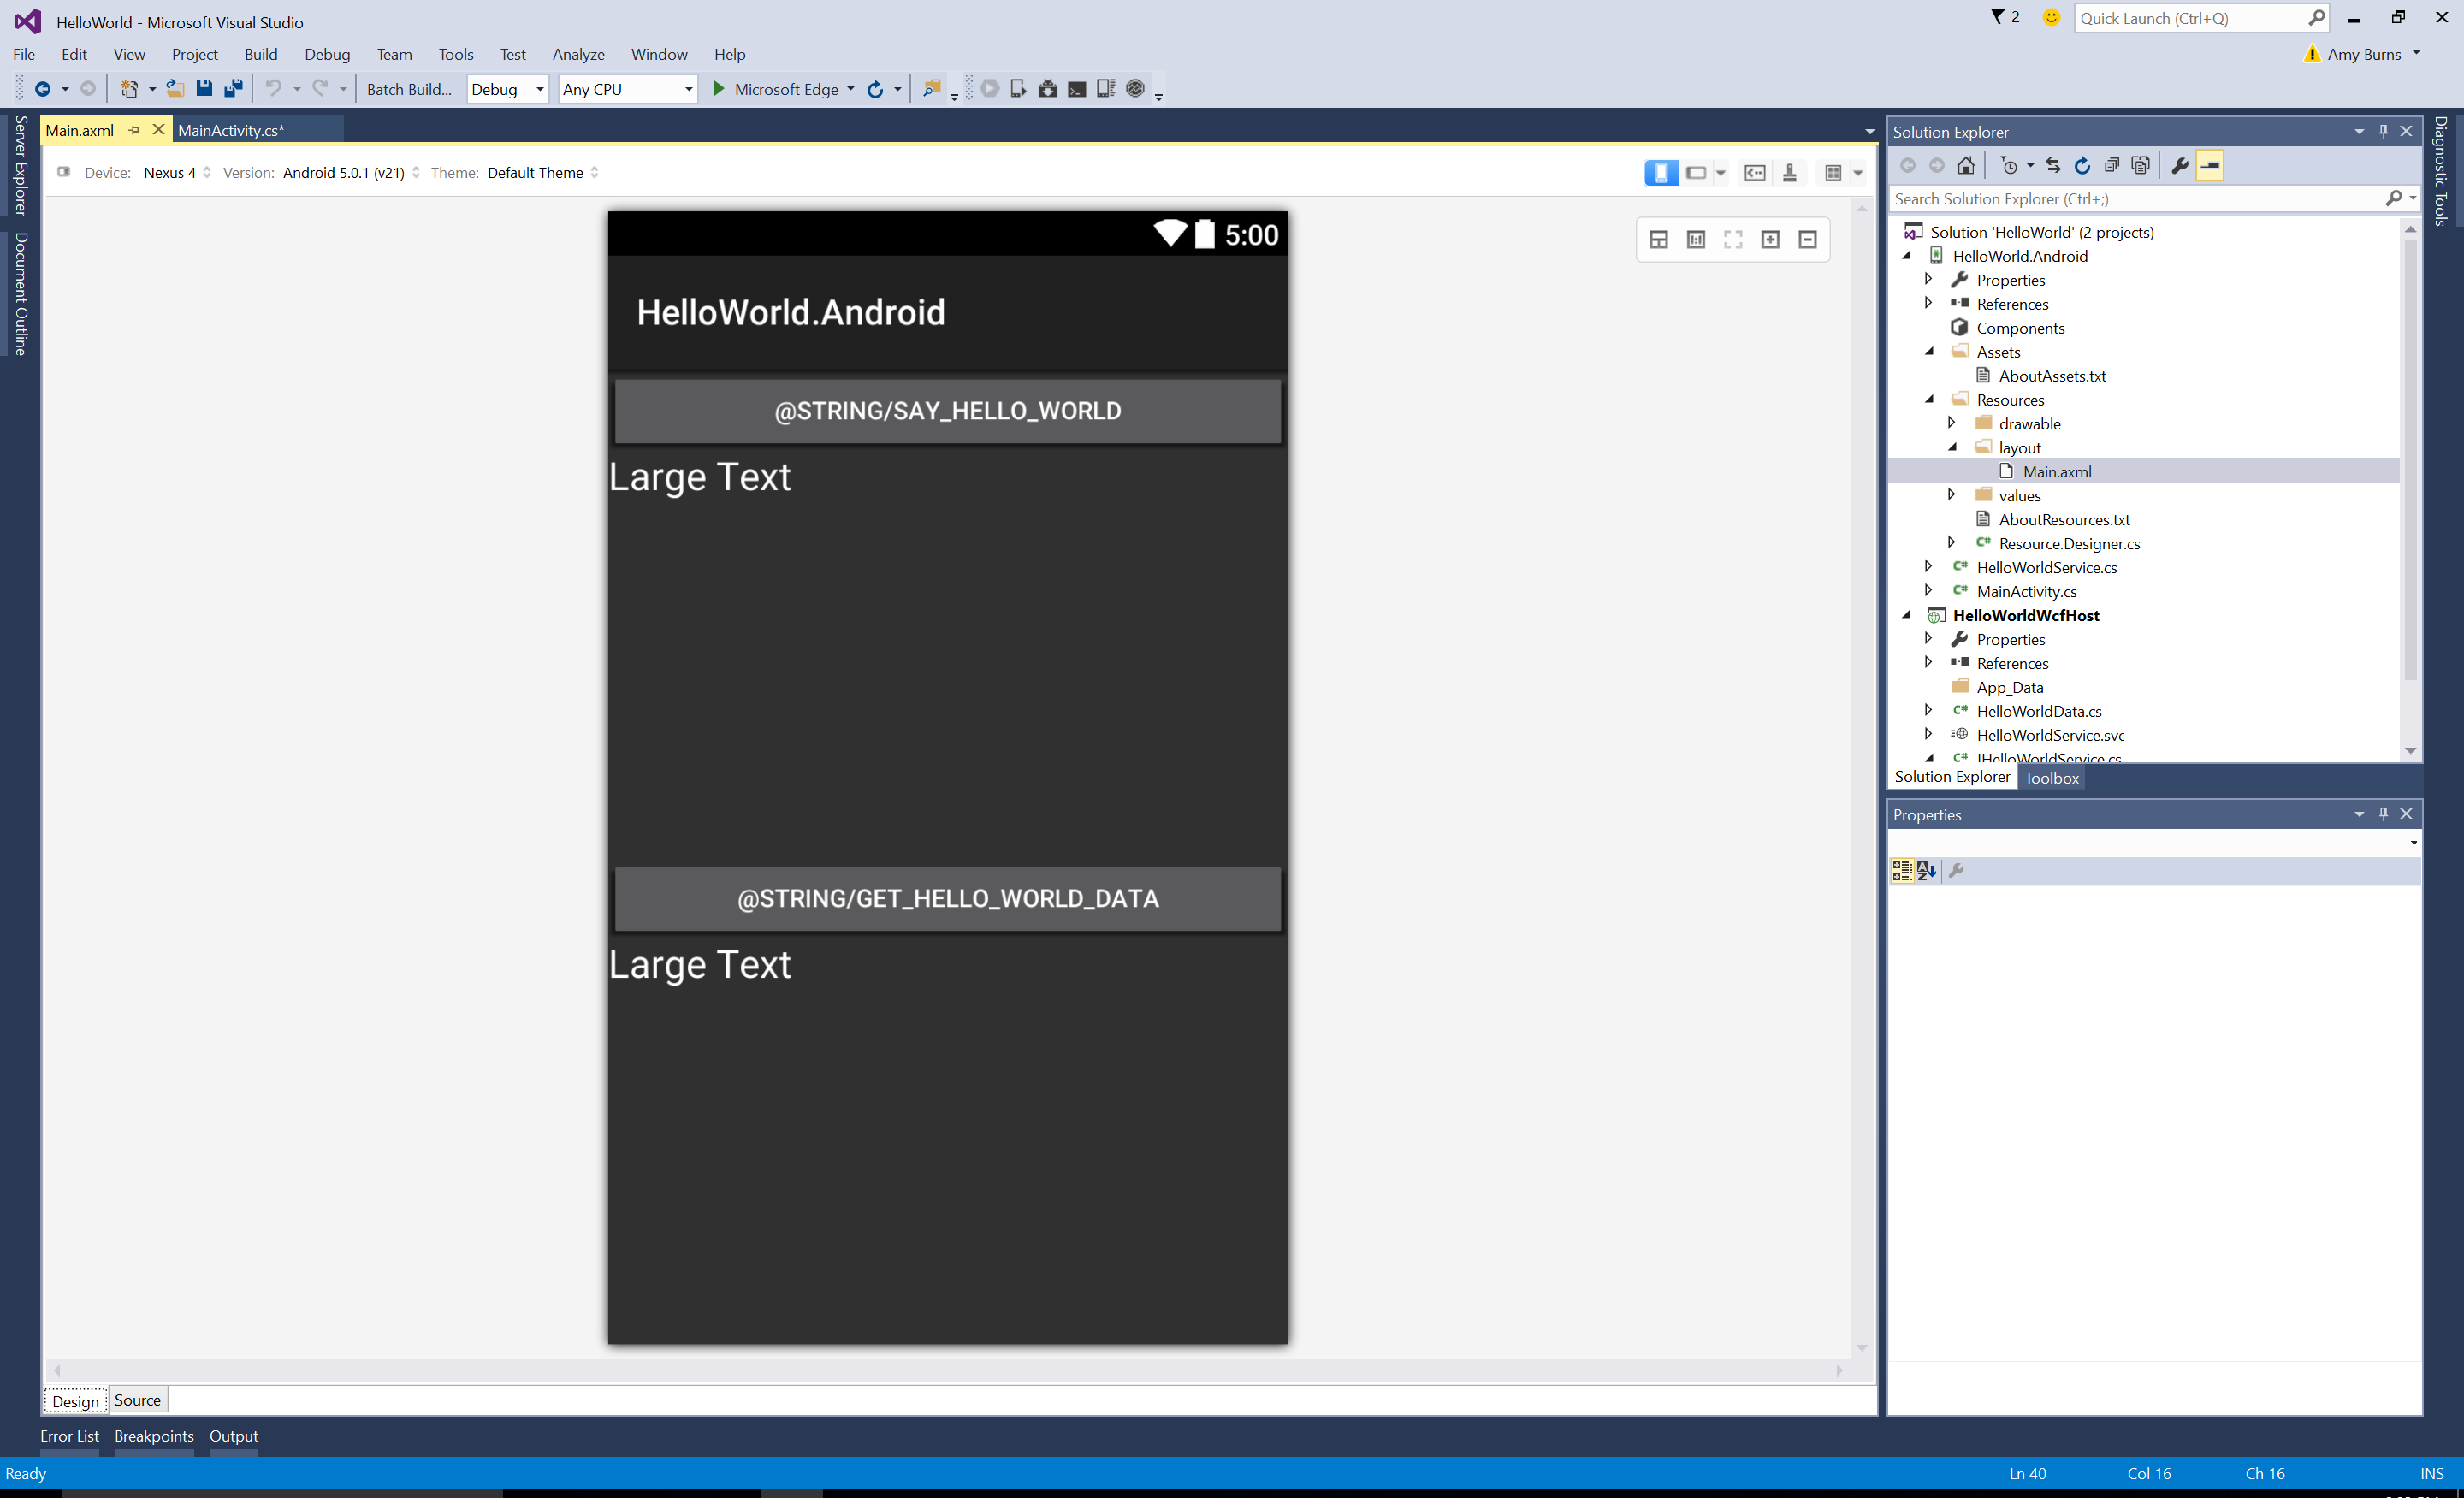 HelloWorld - Microsoft Visual Studio
2
Quick Launch (Ctrl+Q)
File Edit View Project Build Debug Team Tools Test Analyze Window Help
Amy Burns
Batch Build... Debug Any CPU Microsoft Edge
Server Explorer
Document Outline
Main.axml MainActivity.cs*
Device: Nexus 4 Version: Android 5.0.1 (v21) Theme: Default Theme
5:00
HelloWorld.Android
@STRING/SAY_HELLO_WORLD
Large Text
@STRING/GET_HELLO_WORLD_DATA
Large Text
Design Source
Solution Explorer
Search Solution Explorer (Ctrl+;)
Solution 'HelloWorld' (2 projects)
HelloWorld.Android
Properties
References
Components
Assets
AboutAssets.txt
Resources
drawable
layout
Main.axml
values
AboutResources.txt
C# Resource.Designer.cs
C# HelloWorldService.cs
C# MainActivity.cs
HelloWorldWcfHost
Properties
References
App_Data
C# HelloWorldData.cs
HelloWorldService.svc
C# IHelloWorldService.cs
Solution Explorer Toolbox
Properties
Diagnostic Tools
Error List Breakpoints Output
Ready Ln 40 Col 16 Ch 16 INS